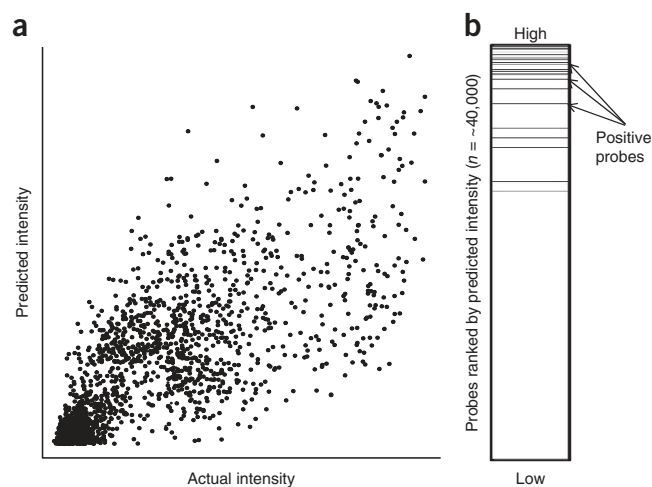 a
Predicted intensity
Actual intensity
b
High
Probes ranked by predicted intensity (n = ~40,000)
Positive
probes
Low